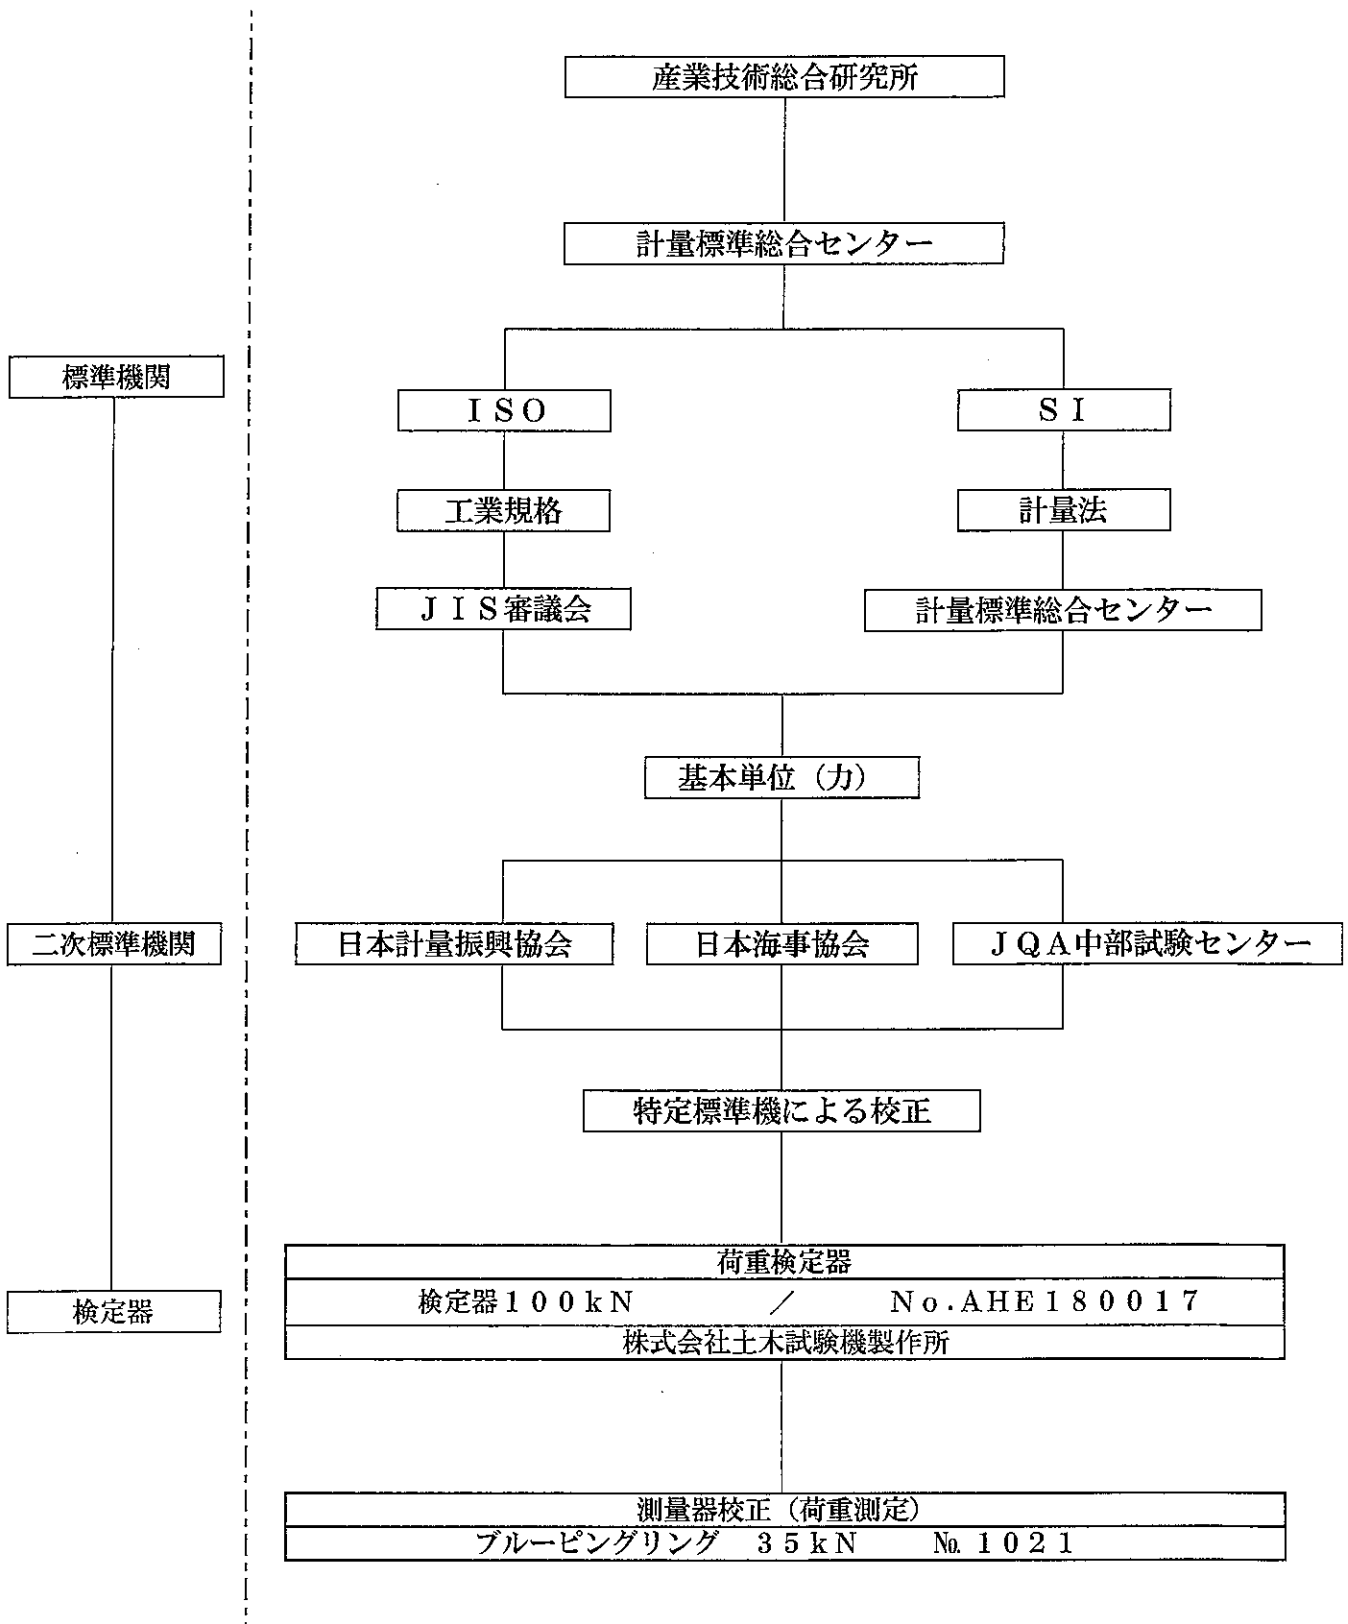 産業技術総合研究所
計量標準総合センター
標準機関
ＩＳＯ
ＳＩ
工業規格
計量法
ＪＩＳ審議会
計量標準総合センター
基本単位（力）
二次標準機関
日本計量振興協会
日本海事協会
ＪＱＡ中部試験センター
特定標準機による校正
荷重検定器
検定器１００ｋＮ　／　Ｎｏ.ＡＨＥ１８００１７
検定器
株式会社土木試験機製作所
測量器校正（荷重測定）
ブルーピングリング　３５ｋＮ　№１０２１